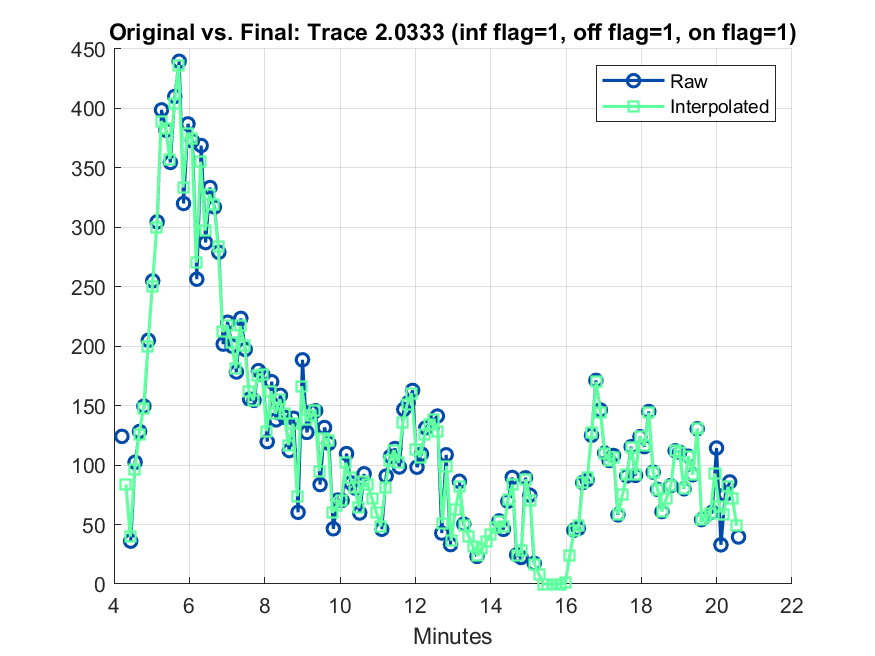 Original vs. Final: Trace 2.0333 (inf flag=1, off flag=1, on flag=1)
450
400
350
300
250
200
150
100
50
0
Raw
Interpolated
4 6 8 10 12 14 16 18 20 22
Minutes